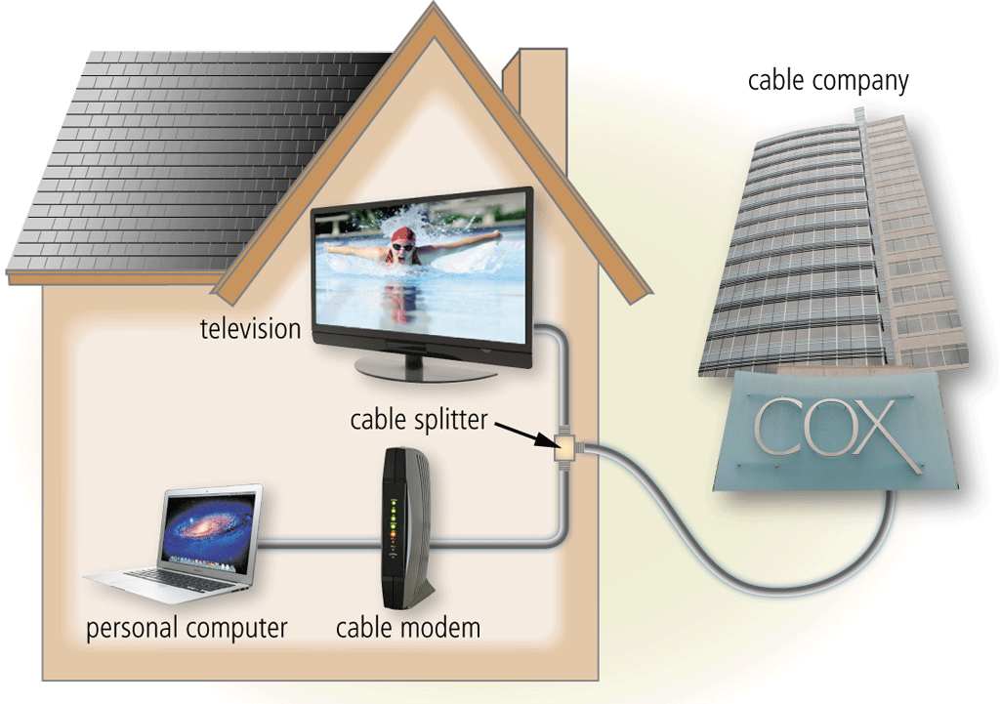 cable company
television
COX
cable splitter
personal computer
cable modem